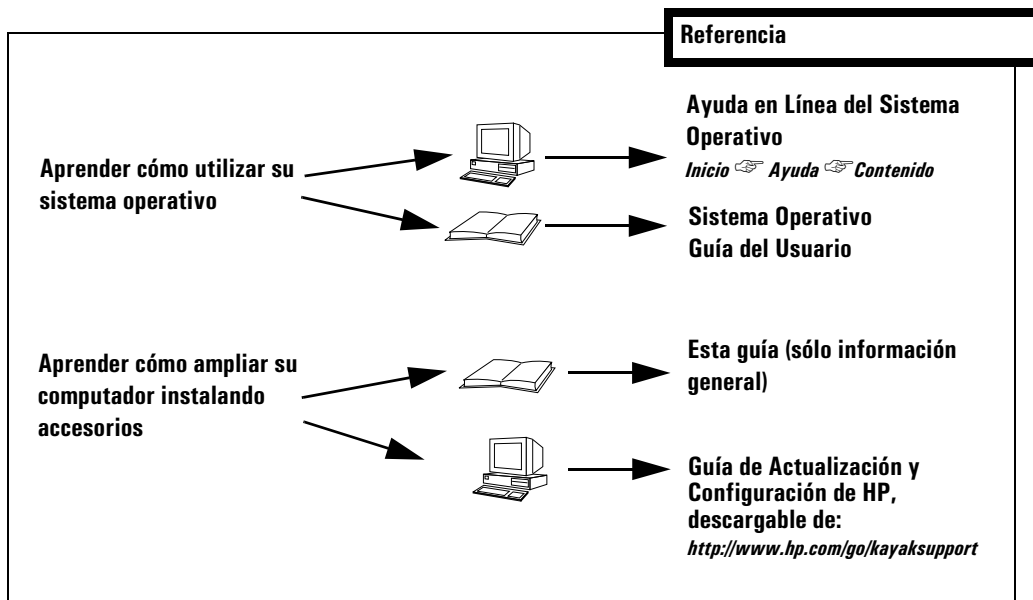 Referencia
Aprender cómo utilizar su
sistema operativo
Ayuda en Línea del Sistema
Operativo
Inicio ☞ Ayuda ☞ Contenido
Sistema Operativo
Guía del Usuario
Aprender cómo ampliar su
computador instalando
accesorios
Esta guía (sólo información
general)
Guía de Actualización y
Configuración de HP,
descargable de:
http://www.hp.com/go/kayaksupport